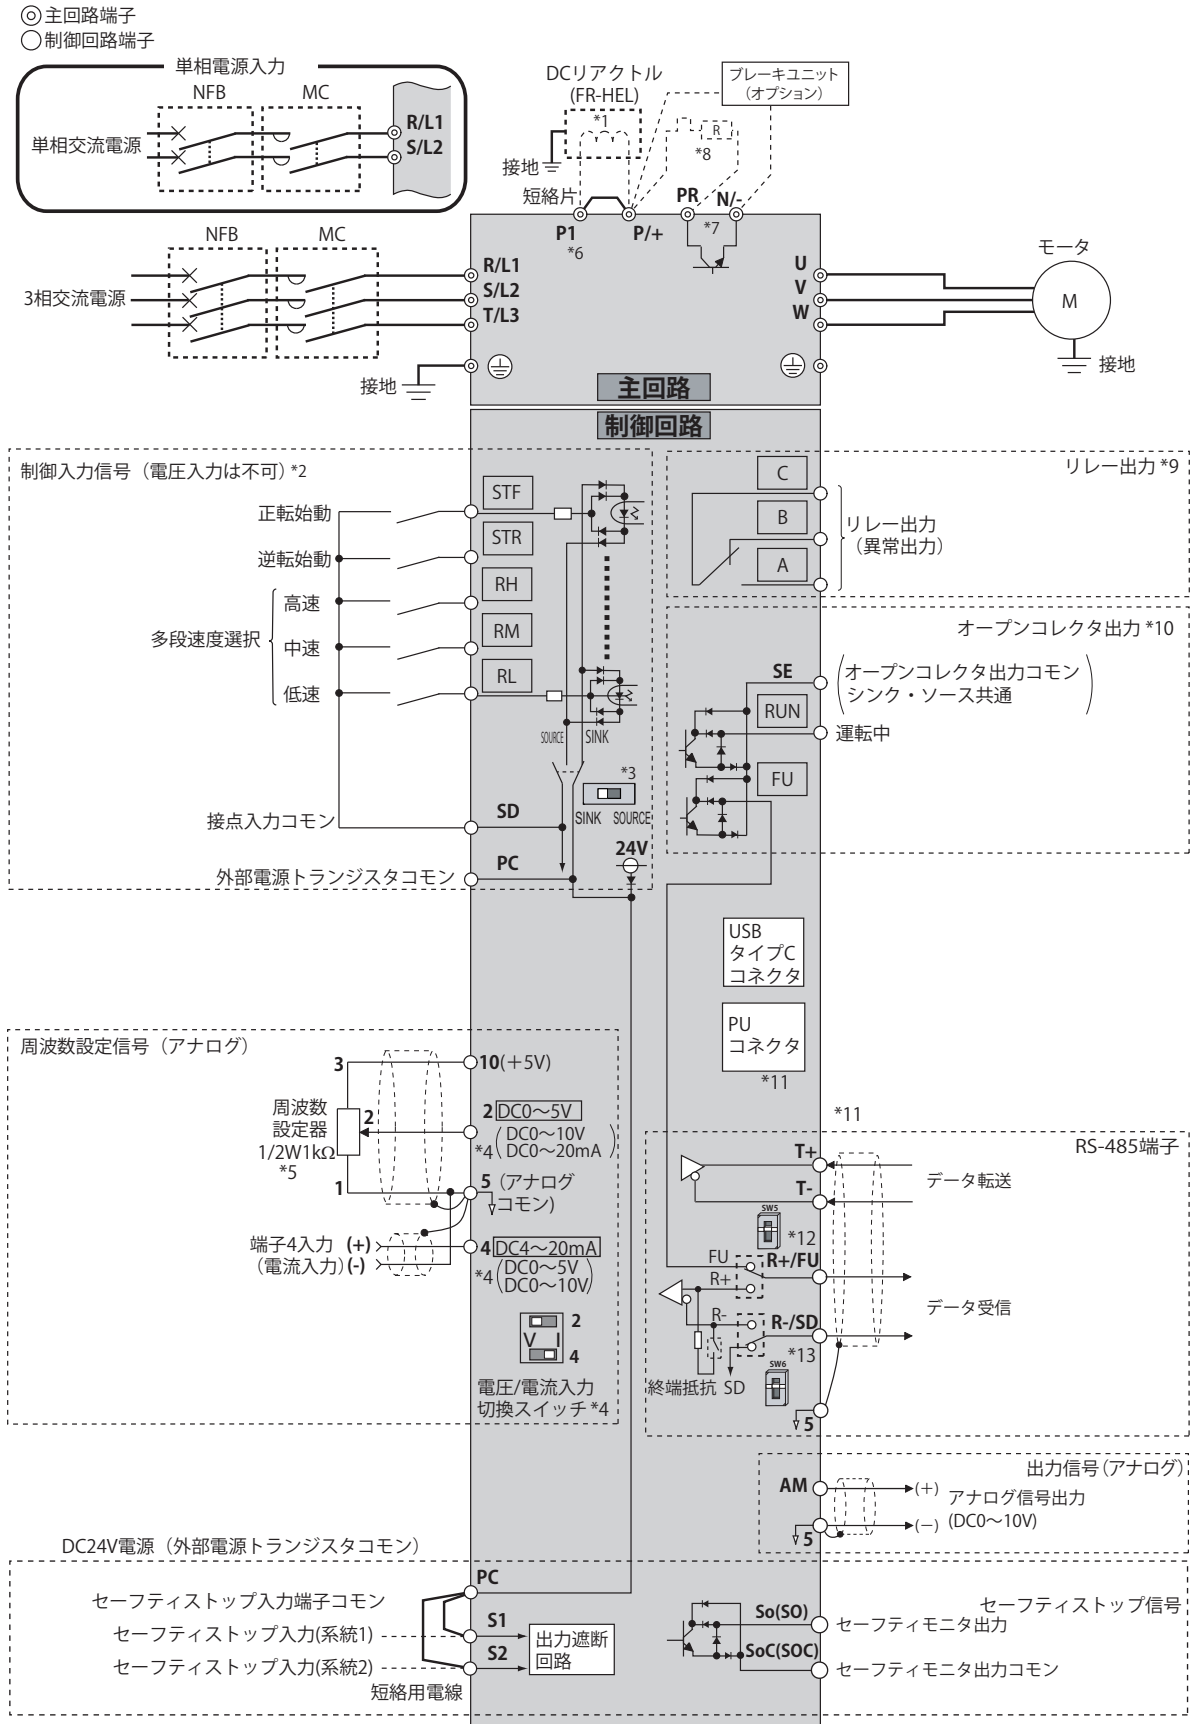 ◎主回路端子
○制御回路端子
単相電源入力
NFB
MC
単相交流電源
R/L1
S/L2
DCリアクトル
(FR-HEL)
*1
接地
短絡片
ブレーキユニット
(オプション)
R
*8
PR
N/-
P1
*6
P/+
*7
NFB
MC
3相交流電源
R/L1
S/L2
T/L3
接地
U
V
W
モータ
M
接地
主回路
制御回路
制御入力信号（電圧入力は不可）*2
正転始動
逆転始動
多段速度選択
高速
中速
低速
STF
STR
RH
RM
RL
SOURCE
SINK
*3
SINK
SOURCE
接点入力コモン
SD
24V
外部電源トランジスタコモン
PC
リレー出力 *9
C
B
A
リレー出力
（異常出力）
オープンコレクタ出力 *10
SE
オープンコレクタ出力コモン
シンク・ソース共通
RUN
運転中
FU
USB
タイプC
コネクタ
PU
コネクタ
*11
周波数設定信号（アナログ）
3
10(＋5V)
周波数
設定器
1/2W1kΩ
*5
2
2 DC0～5V
*4
DC0～10V
DC0～20mA
1
5 (アナログ
コモン)
端子4入力 (+)
（電流入力）(-)
4 DC4～20mA
*4
DC0～5V
DC0～10V
2
V I
4
電圧/電流入力
切換スイッチ *4
*11
RS-485端子
T+
T-
データ転送
SW5
*12
FU
R+/FU
R+
R-
R-/SD
データ受信
*13
SW6
終端抵抗
SD
5
出力信号（アナログ）
AM
(+)
アナログ信号出力
(DC0～10V)
(－)
5
DC24V電源（外部電源トランジスタコモン）
PC
セーフティストップ入力端子コモン
S1
セーフティストップ入力(系統1)
S2
セーフティストップ入力(系統2)
出力遮断
回路
短絡用電線
セーフティストップ信号
So(SO)
セーフティモニタ出力
SoC(SOC)
セーフティモニタ出力コモン